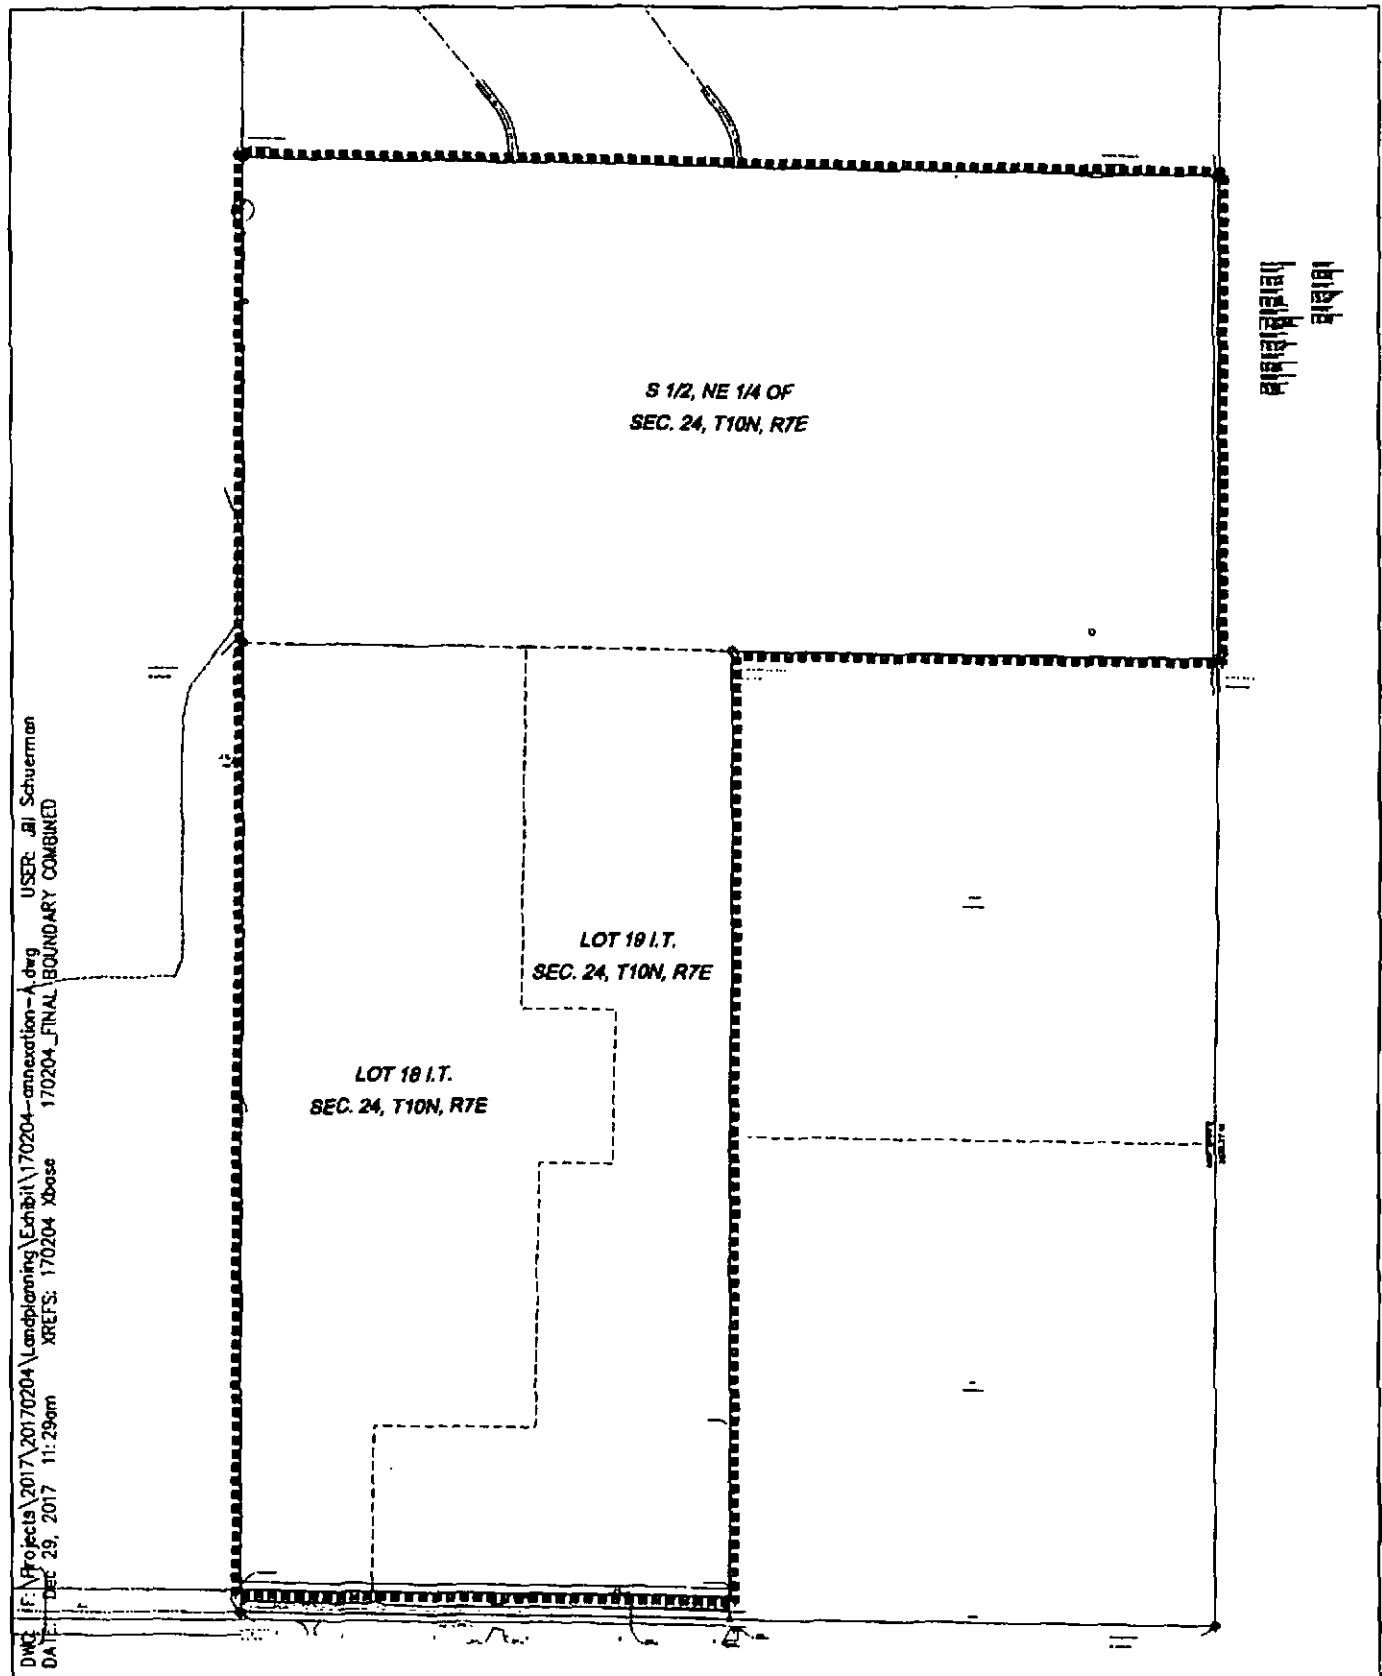 S 1/2, NE 1/4 OF
SEC. 24, T10N, R7E
LOT 19 I.T.
SEC. 24, T10N, R7E
LOT 18 I.T.
SEC. 24, T10N, R7E
DWG: F:\Projects\2017\20170204\Landplanning\Exhibit\170204-annexation-A.dwg USER: Jill Schuerman
DATE: Dec 29, 2017 11:29am XREFS: 170204 Xbase 170204_FINAL BOUNDARY COMBINED